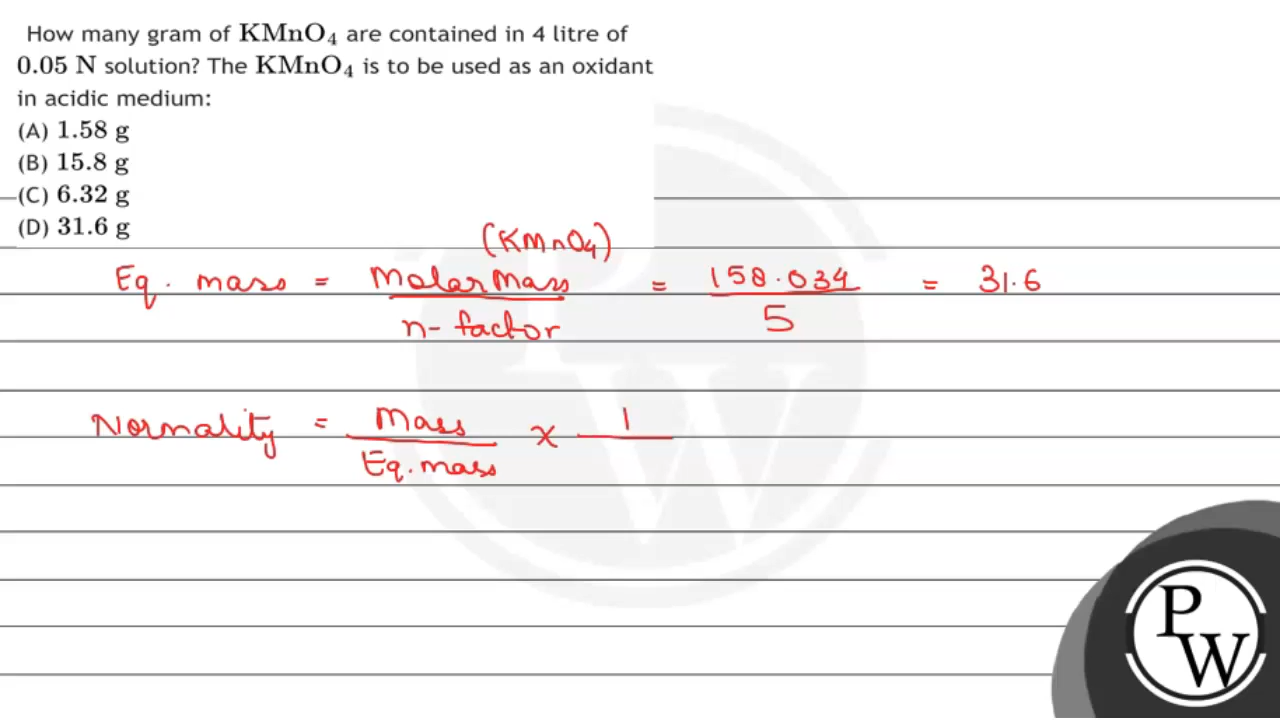 How many gram of KMnO₄ are contained in 4 litre of
0.05 N solution? The KMnO₄ is to be used as an oxidant
in acidic medium:
(A) 1.58 g
(B) 15.8 g
(C) 6.32 g
(D) 31.6 g
(KMnO₄)
Eq. mass = Molar Mass / n-factor = 158.034 / 5 = 31.6
Normality = Mass / Eq. mass × 1
PW
PW